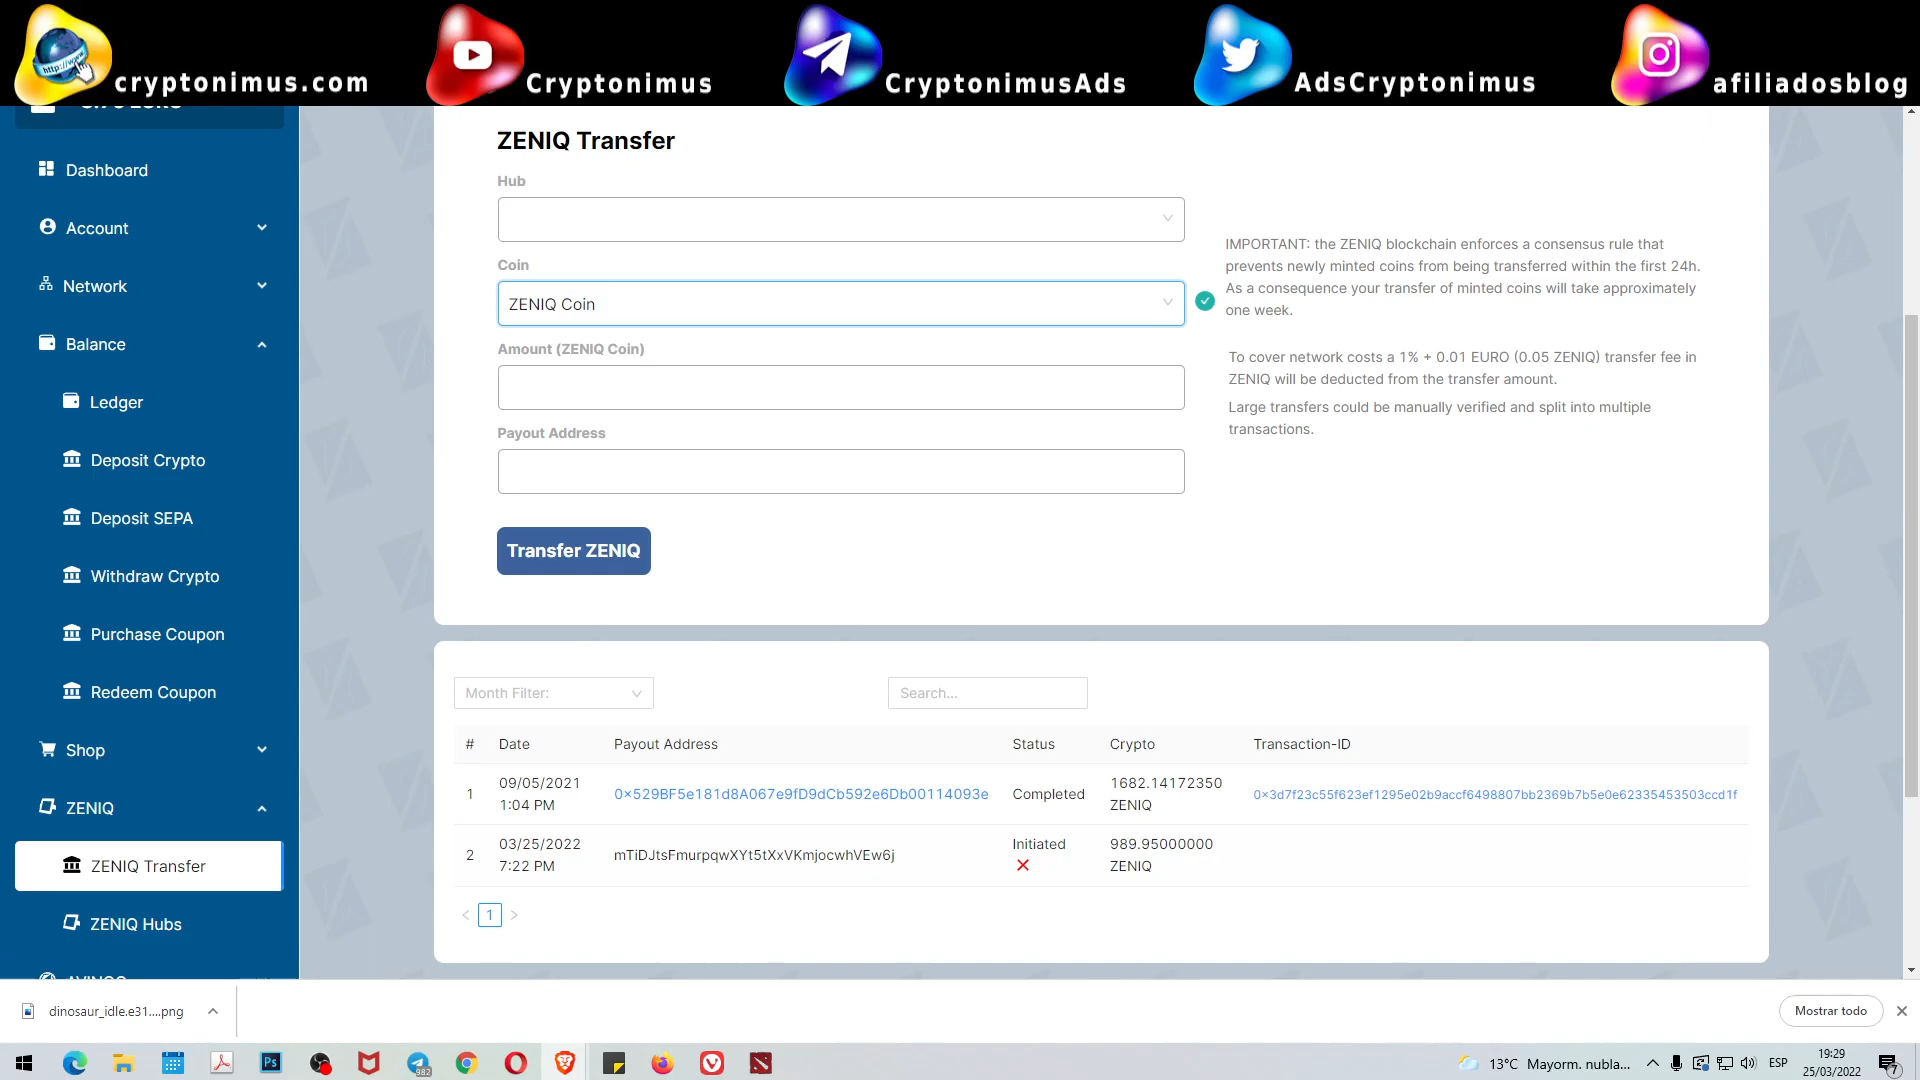 cryptonimus.com
Cryptonimus
CryptonimusAds
AdsCryptonimus
afiliadosblog
Dashboard
Account
Network
Balance
Ledger
Deposit Crypto
Deposit SEPA
Withdraw Crypto
Purchase Coupon
Redeem Coupon
Shop
ZENIQ
ZENIQ Transfer
ZENIQ Hubs
ZENIQ Transfer
Hub
Coin
ZENIQ Coin
Amount (ZENIQ Coin)
Payout Address
Transfer ZENIQ
IMPORTANT: the ZENIQ blockchain enforces a consensus rule that
prevents newly minted coins from being transferred within the first 24h.
As a consequence your transfer of minted coins will take approximately
one week.
To cover network costs a 1% + 0.01 EURO (0.05 ZENIQ) transfer fee in
ZENIQ will be deducted from the transfer amount.
Large transfers could be manually verified and split into multiple
transactions.
Month Filter:
Search...
# Date Payout Address Status Crypto Transaction-ID
1 09/05/2021 1:04 PM 0x529BF5e181d8A067e9fD9dCb592e6Db00114093e Completed 1682.14172350 ZENIQ 0x3d7f23c55f623ef1295e02b9accf6498807bb2369b7b5e0e62335453503ccd1f
2 03/25/2022 7:22 PM mTiDJtsFmurpqwXYt5tXxVKmjocwhVEw6j Initiated 989.95000000 ZENIQ
< 1 >
dinosaur_idle.e31....png
Mostrar todo
982
13°C Mayorm. nubla...
ESP
19:29
25/03/2022
7